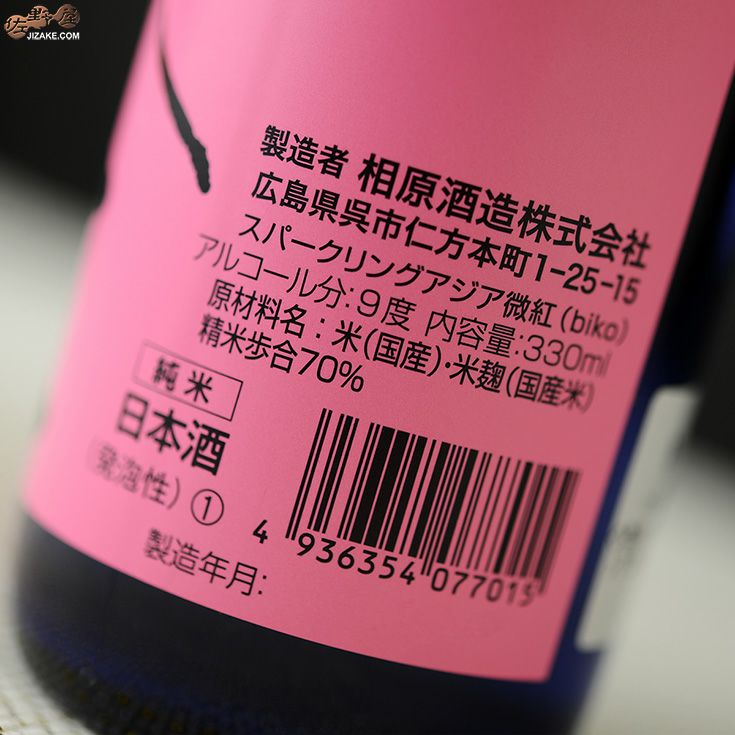 佐野屋
JIZAKE.COM
製造者 相原酒造株式会社
広島県呉市仁方本町1-25-15
スパークリングアジア微紅(biko)
アルコール分:9度 内容量:330ml
原材料名:米(国産)・米麹(国産米)
精米歩合70%
純米
日本酒
(発泡性)①
4 936354 077015
製造年月: